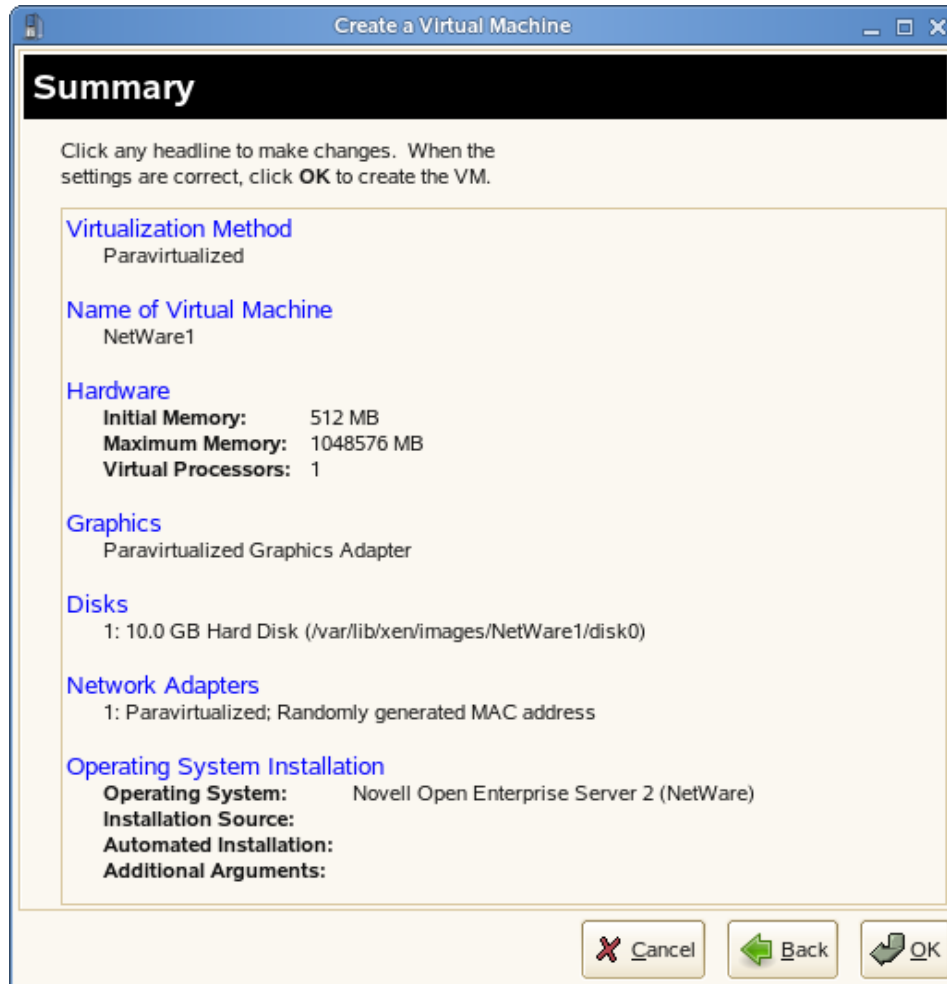 Create a Virtual Machine
Summary
Click any headline to make changes. When the
settings are correct, click OK to create the VM.
Virtualization Method
Paravirtualized
Name of Virtual Machine
NetWare1
Hardware
Initial Memory: 512 MB
Maximum Memory: 1048576 MB
Virtual Processors: 1
Graphics
Paravirtualized Graphics Adapter
Disks
1: 10.0 GB Hard Disk (/var/lib/xen/images/NetWare1/disk0)
Network Adapters
1: Paravirtualized; Randomly generated MAC address
Operating System Installation
Operating System: Novell Open Enterprise Server 2 (NetWare)
Installation Source:
Automated Installation:
Additional Arguments:
Cancel Back OK